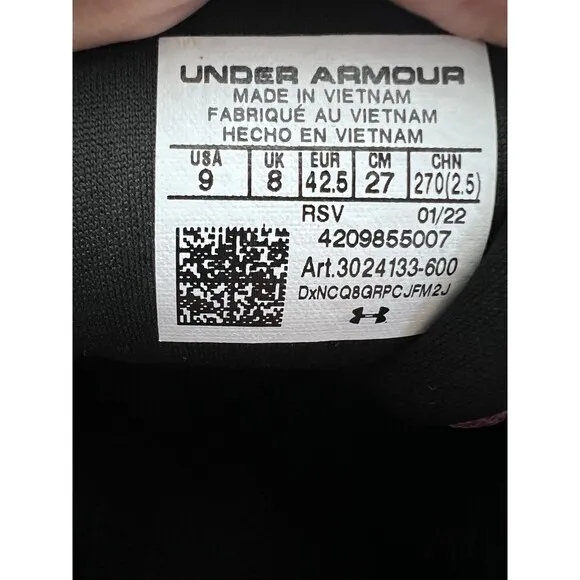 UNDER ARMOUR
MADE IN VIETNAM
FABRIQUÉ AU VIETNAM
HECHO EN VIETNAM
USA UK EUR CM CHN
9 8 42.5 27 270(2.5)
RSV 01/22
4209855007
Art.3024133-600
DxNCQ8GRPCJFM2J